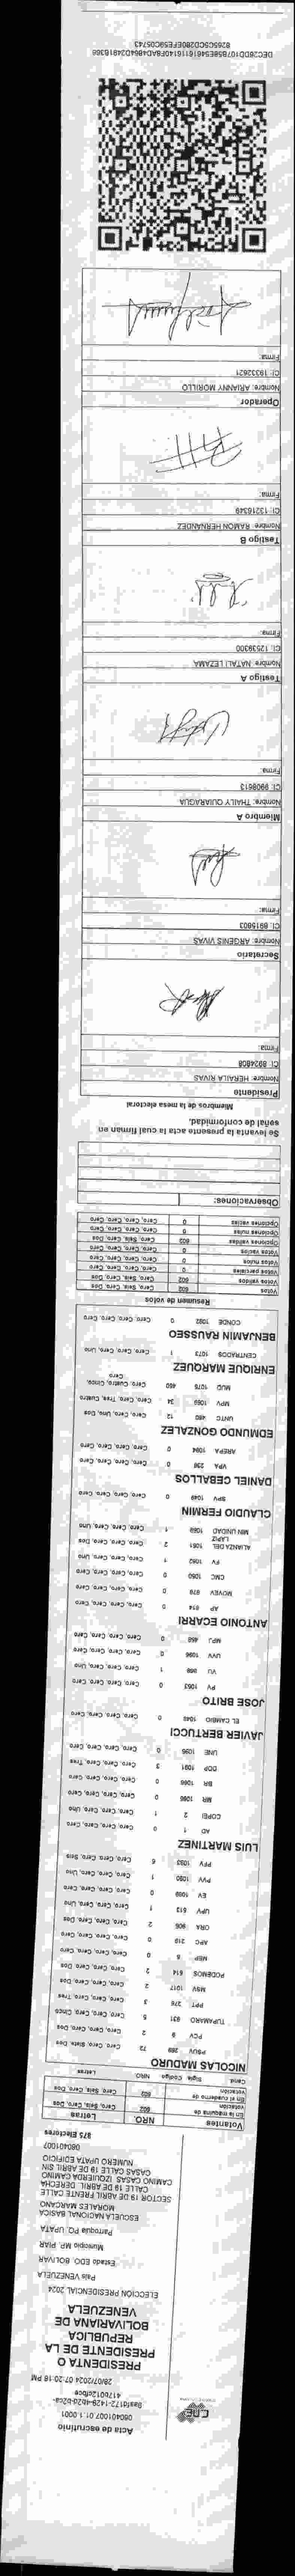 CNE
Acta de escrutinio
080401007.01.1.0001
28/07/2024 07:20:16 PM
PRESIDENTA O
PRESIDENTE DE LA
REPUBLICA
BOLIVARIANA DE
VENEZUELA
ELECCIÓN PRESIDENCIAL 2024
País VENEZUELA
Estado EDO. BOLIVAR
Municipio MP. PIAR
Parroquia PQ. UPATA
ESCUELA NACIONAL BASICA
MORALES MARCANO
SECTOR 19 DE ABRIL FRENTE CALLE
CALLE 19 DE ABRIL. DERECHA
CAMINO CASAS. IZQUIERDA CAMINO
CASAS CALLE 19 DE ABRIL SIN
NUMERO UPATA EDIFICIO
080401007
875 Electores
Votantes NRO. Letras
En la máquina de votación 602 Cero, Seis, Cero, Dos
En el cuaderno de votación 602 Cero, Seis, Cero, Dos
Cand. Sigla Código NRO. Letras
NICOLAS MADURO
PSUV 269 72 Cero, Cero, Siete, Dos
PCV 9 2 Cero, Cero, Cero, Dos
TUPAMARO 931 5 Cero, Cero, Cero, Cinco
PPT 276 3 Cero, Cero, Cero, Tres
MSV 1017 2 Cero, Cero, Cero, Dos
PODEMOS 614 2 Cero, Cero, Cero, Dos
MEP 5 0 Cero, Cero, Cero, Cero
APC 219 0 Cero, Cero, Cero, Cero
ORA 906 2 Cero, Cero, Cero, Dos
UPV 513 1 Cero, Cero, Cero, Uno
EV 1089 0 Cero, Cero, Cero, Cero
PVV 1090 1 Cero, Cero, Cero, Uno
PFV 1093 6 Cero, Cero, Cero, Seis
LUIS MARTINEZ
AD 1 0 Cero, Cero, Cero, Cero
COPEI 2 1 Cero, Cero, Cero, Uno
MR 0 Cero, Cero, Cero, Cero
BR 1066 0 Cero, Cero, Cero, Cero
DDP 1091 3 Cero, Cero, Cero, Tres
UNE 1095 0 Cero, Cero, Cero, Cero
JAVIER BERTUCCI
EL CAMBIO 1048 0 Cero, Cero, Cero, Cero
JOSE BRITO
PV 1053 0 Cero, Cero, Cero, Cero
VU 868 1 Cero, Cero, Cero, Uno
UVV 1096 0 Cero, Cero, Cero, Cero
MPJ 458 0 Cero, Cero, Cero, Cero
ANTONIO ECARRI
AP 814 0 Cero, Cero, Cero, Cero
MOVEV 978 0 Cero, Cero, Cero, Cero
CMC 1050 0 Cero, Cero, Cero, Cero
FV 1052 1 Cero, Cero, Cero, Uno
ALIANZA DEL LAPIZ 1051 2 Cero, Cero, Cero, Dos
MIN UNIDAD 1069 1 Cero, Cero, Cero, Uno
CLAUDIO FERMIN
SPV 1049 0 Cero, Cero, Cero, Cero
DANIEL CEBALLOS
VPA 236 0 Cero, Cero, Cero, Cero
AREPA 1094 0 Cero, Cero, Cero, Cero
EDMUNDO GONZALEZ
UNTC 480 12 Cero, Cero, Uno, Dos
MPV 34 Cero, Cero, Tres, Cuatro
MUD 1075 450 Cero, Cuatro, Cinco, Cero
ENRIQUE MARQUEZ
CENTRADOS 1073 1 Cero, Cero, Cero, Uno
BENJAMIN RAUSSEO
CONDE 1092 0 Cero, Cero, Cero, Cero
Resumen de votos
Votos 602 Cero, Seis, Cero, Dos
Votos válidos 602 Cero, Seis, Cero, Dos
Votos parciales 0 Cero, Cero, Cero, Cero
Votos nulos 0 Cero, Cero, Cero, Cero
Votos vacíos 0 Cero, Cero, Cero, Cero
Opciones válidas 602 Cero, Seis, Cero, Dos
Opciones nulas 0 Cero, Cero, Cero, Cero
Opciones vacías 0 Cero, Cero, Cero, Cero
Observaciones:
Se levanta la presente acta la cual firman en
señal de conformidad.
Miembros de la mesa electoral
Presidente
Nombre: HERAILA RIVAS
CI: 8924808
Firma:
Secretario
Nombre: ARGENIS VIVAS
CI: 6915803
Firma:
Miembro A
Nombre: THAILY QUIARAGUA
CI: 9908613
Firma:
Testigo A
Nombre: NATALI LEZAMA
CI: 12539300
Firma:
Testigo B
Nombre: RAMON HERNANDEZ
CI: 13216349
Firma:
Operador
Nombre: ARIANNY MORILLO
CI: 19332621
Firma: